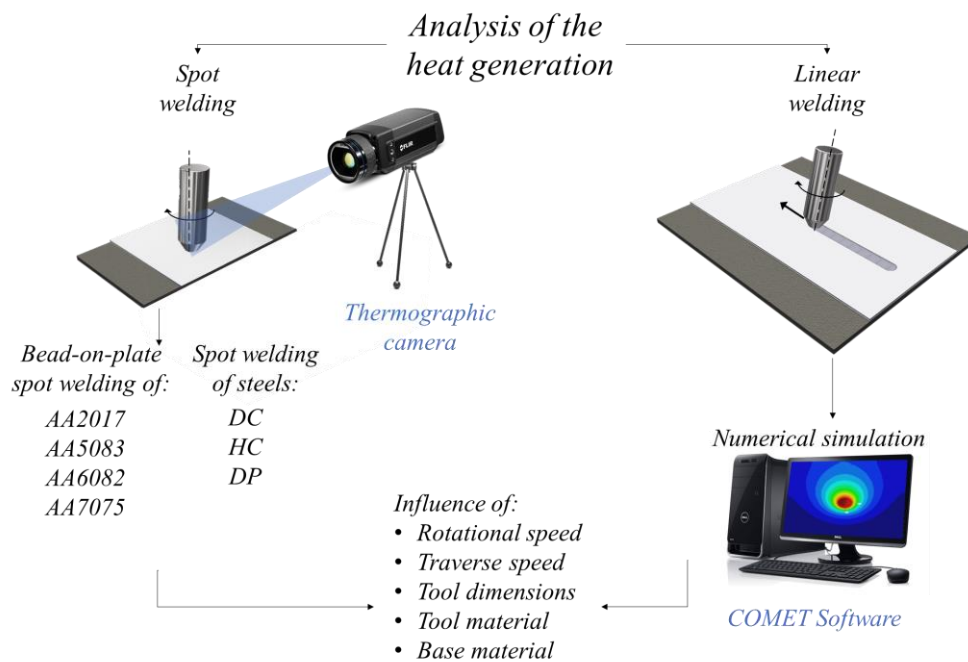 Analysis of the
heat generation
Spot
welding
Linear
welding
FLIR
Thermographic
camera
Bead-on-plate
spot welding of:
AA2017
AA5083
AA6082
AA7075
Spot welding
of steels:
DC
HC
DP
Numerical simulation
COMET Software
Influence of:
• Rotational speed
• Traverse speed
• Tool dimensions
• Tool material
• Base material